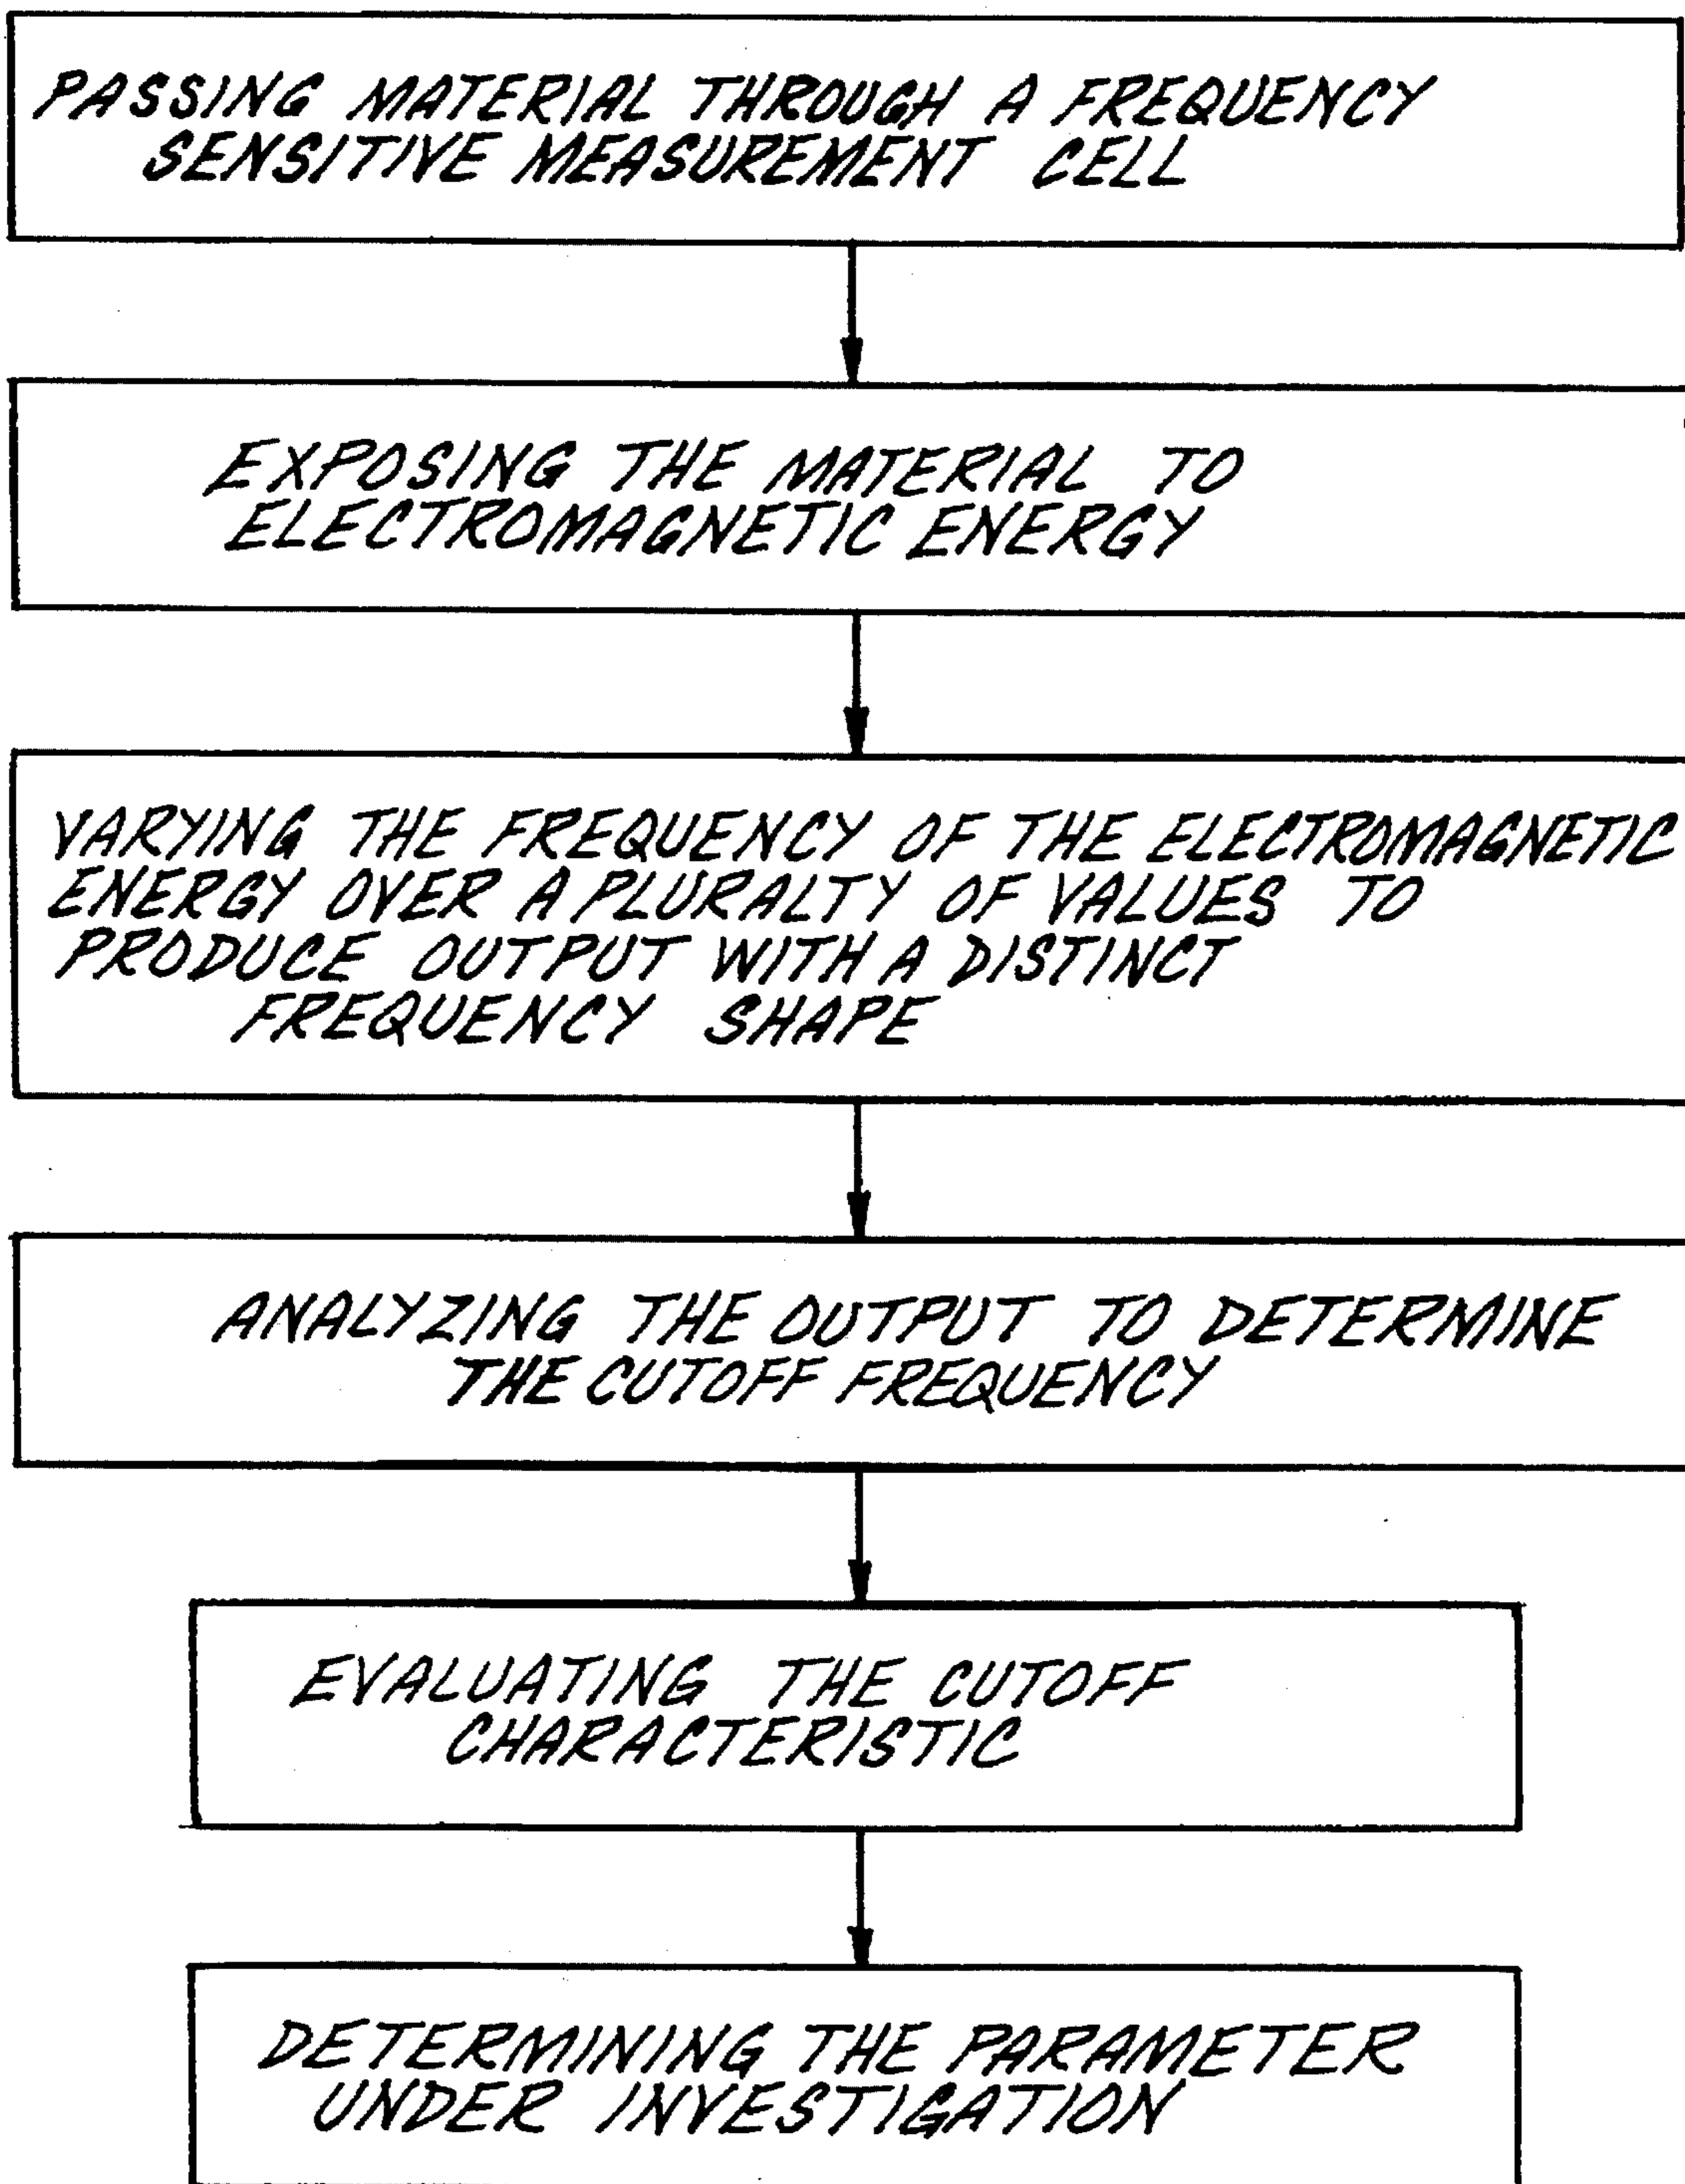 PASSING MATERIAL THROUGH A FREQUENCY
SENSITIVE MEASUREMENT CELL
EXPOSING THE MATERIAL TO
ELECTROMAGNETIC ENERGY
VARYING THE FREQUENCY OF THE ELECTROMAGNETIC
ENERGY OVER A PLURALTY OF VALUES TO
PRODUCE OUTPUT WITH A DISTINCT
FREQUENCY SHAPE
ANALYZING THE OUTPUT TO DETERMINE
THE CUTOFF FREQUENCY
EVALUATING THE CUTOFF
CHARACTERISTIC
DETERMINING THE PARAMETER
UNDER INVESTIGATION